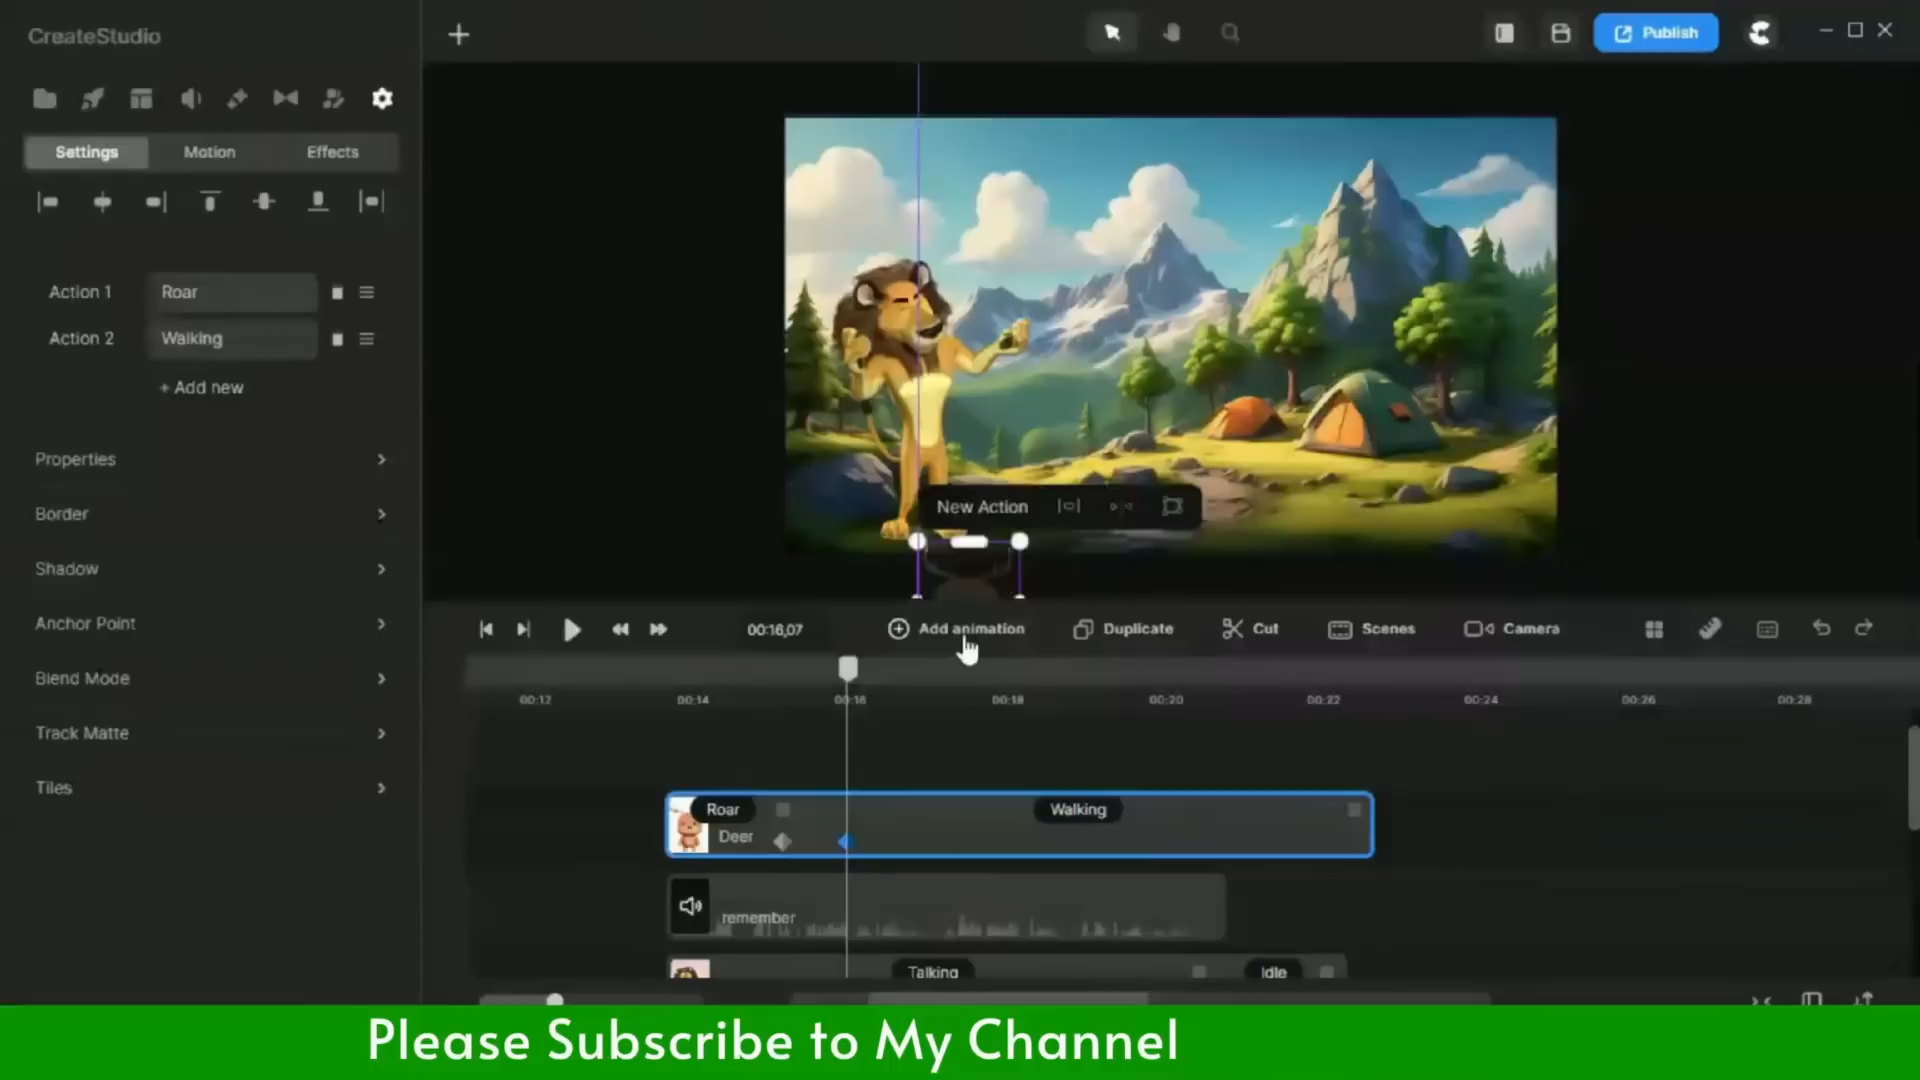 CreateStudio
Publish
Settings Motion Effects
Action 1 Roar
Action 2 Walking
+ Add new
Properties
Border
Shadow
Anchor Point
Blend Mode
Track Matte
Tiles
New Action
00:16,07 Add animation Duplicate Cut Scenes Camera
00:12 00:14 00:16 00:18 00:20 00:22 00:24 00:26 00:28
Roar Walking
Deer
remember
Talking Idle
Please Subscribe to My Channel